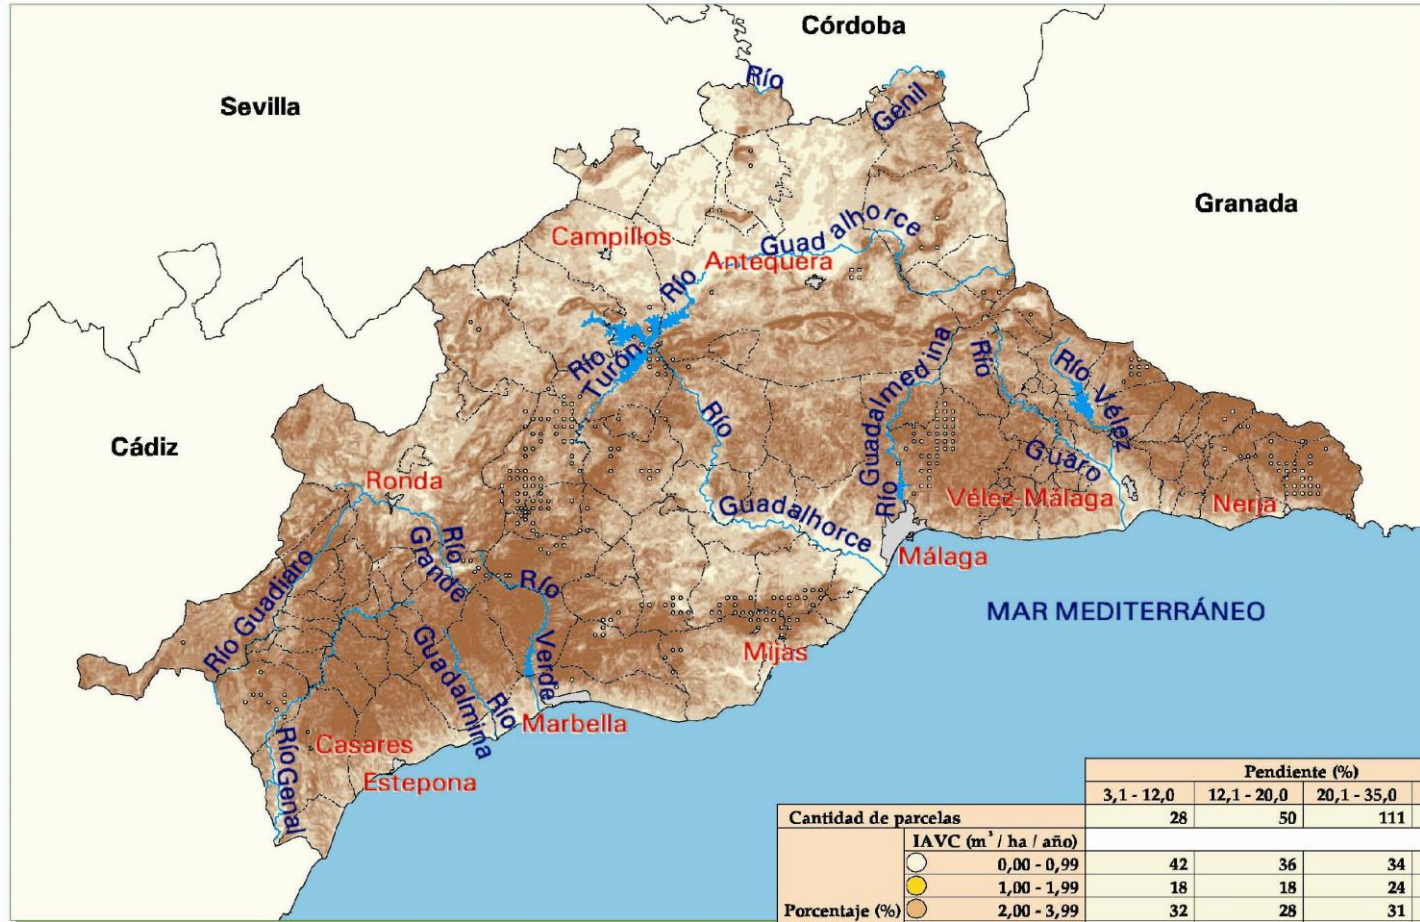 Córdoba
Río
Sevilla
Genil
Granada
Campillos
Guadalhorce
Antequera
Río
Río
Turón
Guadalmedina
Río
Río
Vélez
Río
Cádiz
Guaro
Ronda
Vélez-Málaga
Nerja
Río
Guadalhorce
Río
Grande
Málaga
Río
Río Guadiaro
MAR MEDITERRÁNEO
Guadalmina
Verde
Mijas
Río
Marbella
Casares
Río Genal
Estepona
Pendiente (%)
3,1 - 12,0 12,1 - 20,0 20,1 - 35,0
Cantidad de parcelas 28 50 111
IAVC (m³ / ha / año)
0,00 - 0,99 42 36 34
1,00 - 1,99 18 18 24
Porcentaje (%) 2,00 - 3,99 32 28 31